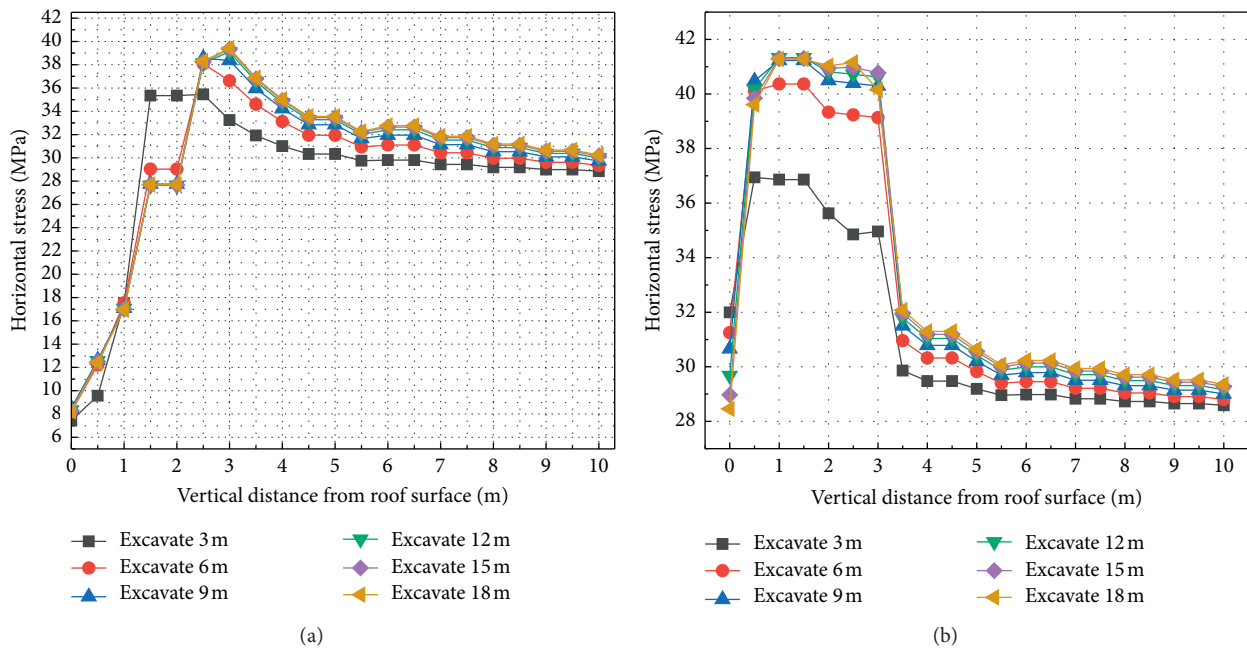 42
40
38
36
34
32
30
28
26
24
22
20
18
16
14
12
10
8
6
Horizontal stress (MPa)
0 1 2 3 4 5 6 7 8 9 10
Vertical distance from roof surface (m)
Excavate 3 m
Excavate 6 m
Excavate 9 m
Excavate 12 m
Excavate 15 m
Excavate 18 m
(a)
42
40
38
36
34
32
30
28
Horizontal stress (MPa)
0 1 2 3 4 5 6 7 8 9 10
Vertical distance from roof surface (m)
Excavate 3 m
Excavate 6 m
Excavate 9 m
Excavate 12 m
Excavate 15 m
Excavate 18 m
(b)